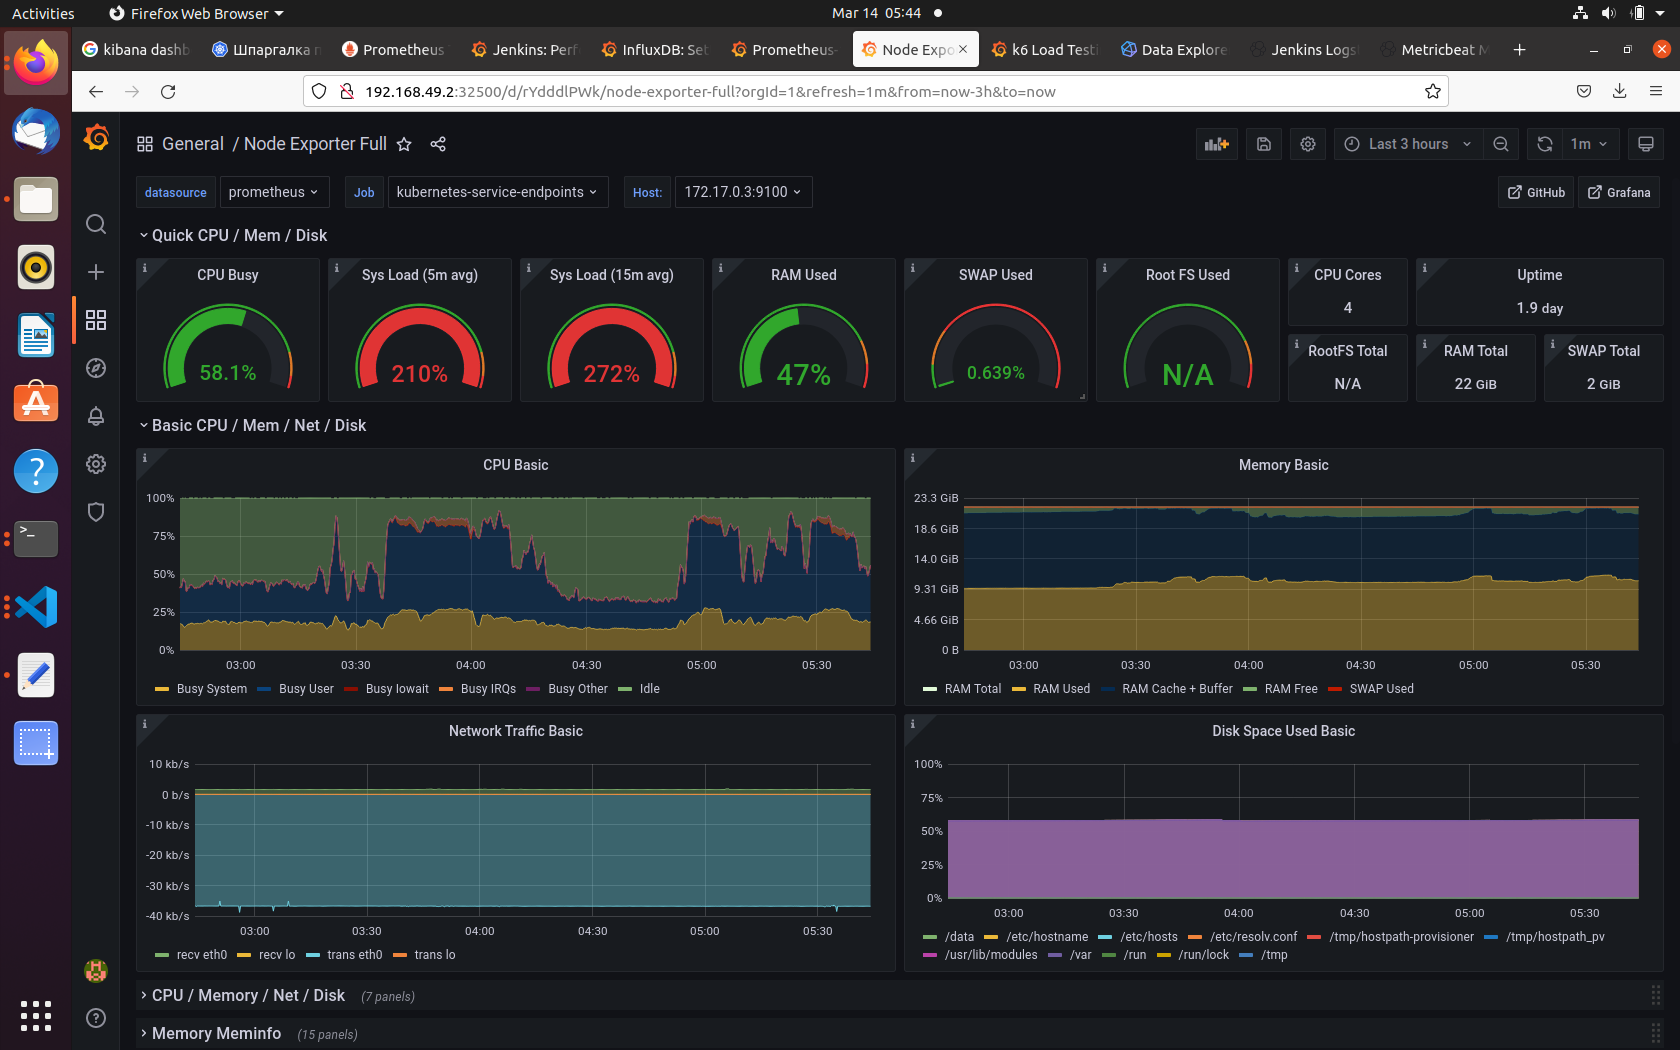 Activities Firefox Web Browser Mar 14 05:44
kibana dashb Шпаргалка п Prometheus Jenkins: Perf InfluxDB: Set Prometheus- Node Expo k6 Load Testi Data Explore Jenkins Logs Metricbeat M
192.168.49.2:32500/d/rYdddlPWk/node-exporter-full?orgId=1&refresh=1m&from=now-3h&to=now
General / Node Exporter Full Last 3 hours 1m
datasource prometheus Job kubernetes-service-endpoints Host: 172.17.0.3:9100 GitHub Grafana
Quick CPU / Mem / Disk
CPU Busy Sys Load (5m avg) Sys Load (15m avg) RAM Used SWAP Used Root FS Used CPU Cores Uptime
4 1.9 day
RootFS Total RAM Total SWAP Total
58.1% 210% 272% 47% 0.639% N/A N/A 22 GiB 2 GiB
Basic CPU / Mem / Net / Disk
CPU Basic
100%
75%
50%
25%
0%
03:00 03:30 04:00 04:30 05:00 05:30
Busy System Busy User Busy Iowait Busy IRQs Busy Other Idle
Memory Basic
23.3 GiB
18.6 GiB
14.0 GiB
9.31 GiB
4.66 GiB
0 B
03:00 03:30 04:00 04:30 05:00 05:30
RAM Total RAM Used RAM Cache + Buffer RAM Free SWAP Used
Network Traffic Basic
10 kb/s
0 b/s
-10 kb/s
-20 kb/s
-30 kb/s
-40 kb/s
03:00 03:30 04:00 04:30 05:00 05:30
recv eth0 recv lo trans eth0 trans lo
Disk Space Used Basic
100%
75%
50%
25%
0%
03:00 03:30 04:00 04:30 05:00 05:30
/data /etc/hostname /etc/hosts /etc/resolv.conf /tmp/hostpath-provisioner /tmp/hostpath_pv
/usr/lib/modules /var /run /run/lock /tmp
CPU / Memory / Net / Disk (7 panels)
Memory Meminfo (15 panels)